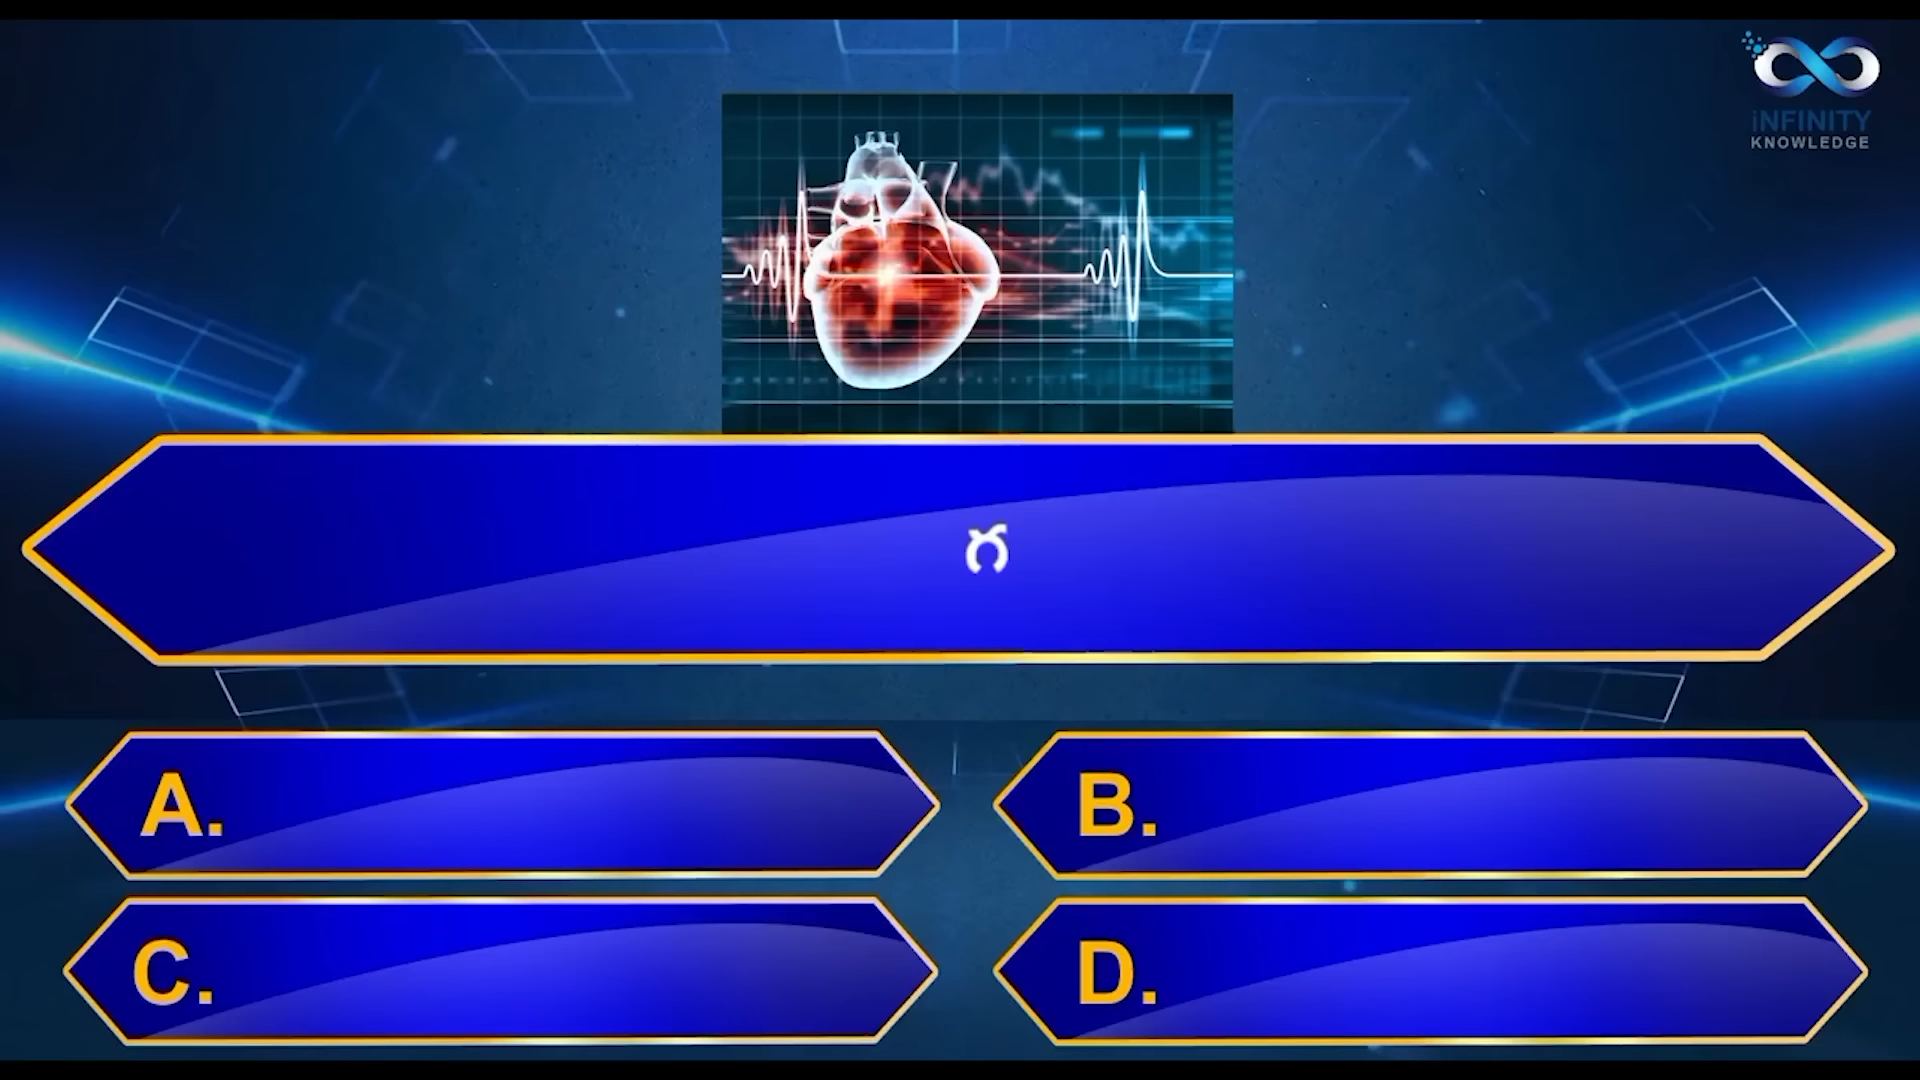 iNFINITY
KNOWLEDGE
గ
A.
B.
C.
D.